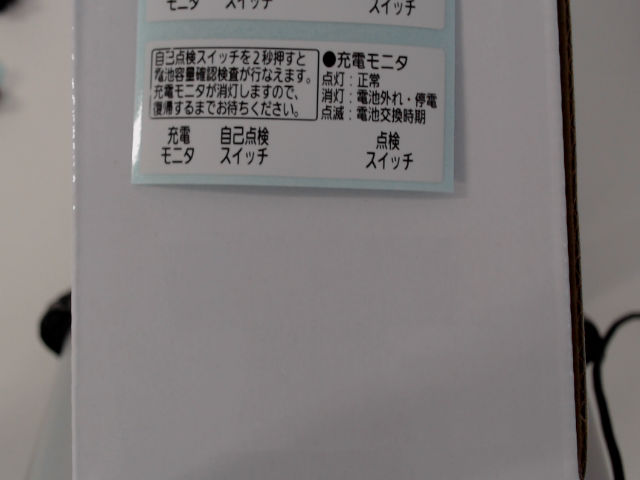 モニタ スイッチ スイッチ
自己点検スイッチを2秒押すと
電池容量確認検査が行なえます。
充電モニタが消灯しますので、
復帰するまでお待ちください。
●充電モニタ
点灯：正常
消灯：電池外れ・停電
点滅：電池交換時期
充電 自己点検 点検
モニタ スイッチ スイッチ